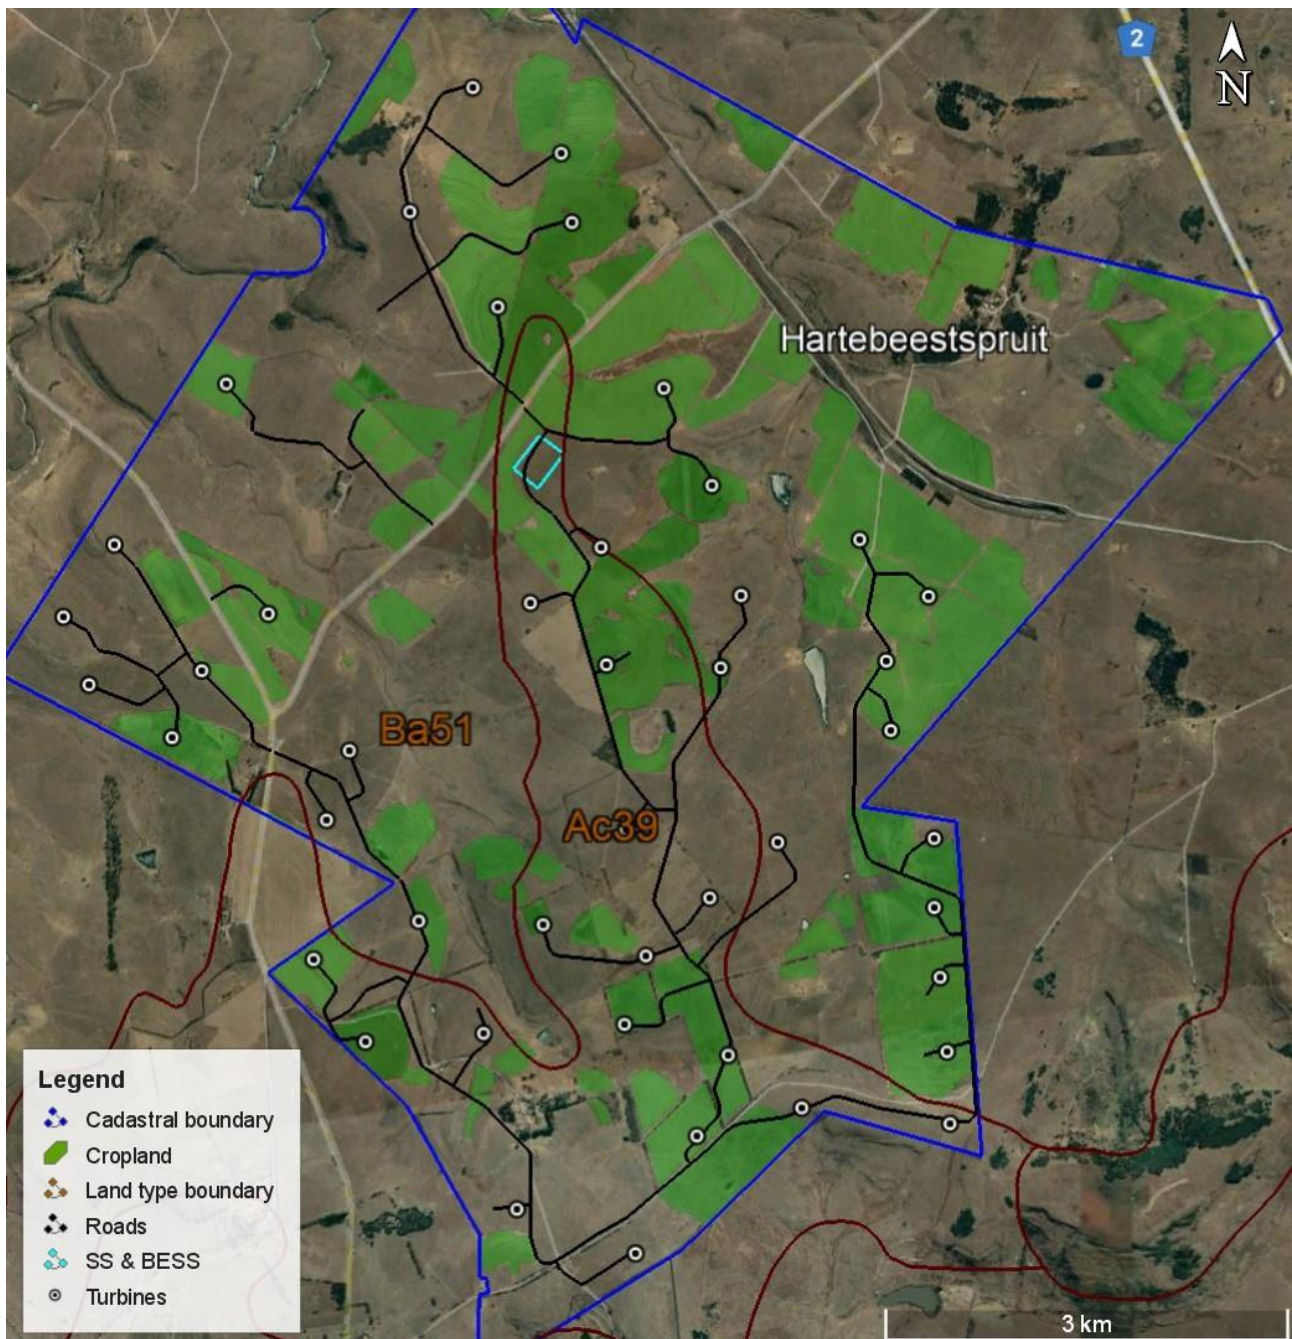 2
N
Hartebeestspruit
Ba51
Ac39
Legend
Cadastral boundary
Cropland
Land type boundary
Roads
SS & BESS
Turbines
3 km